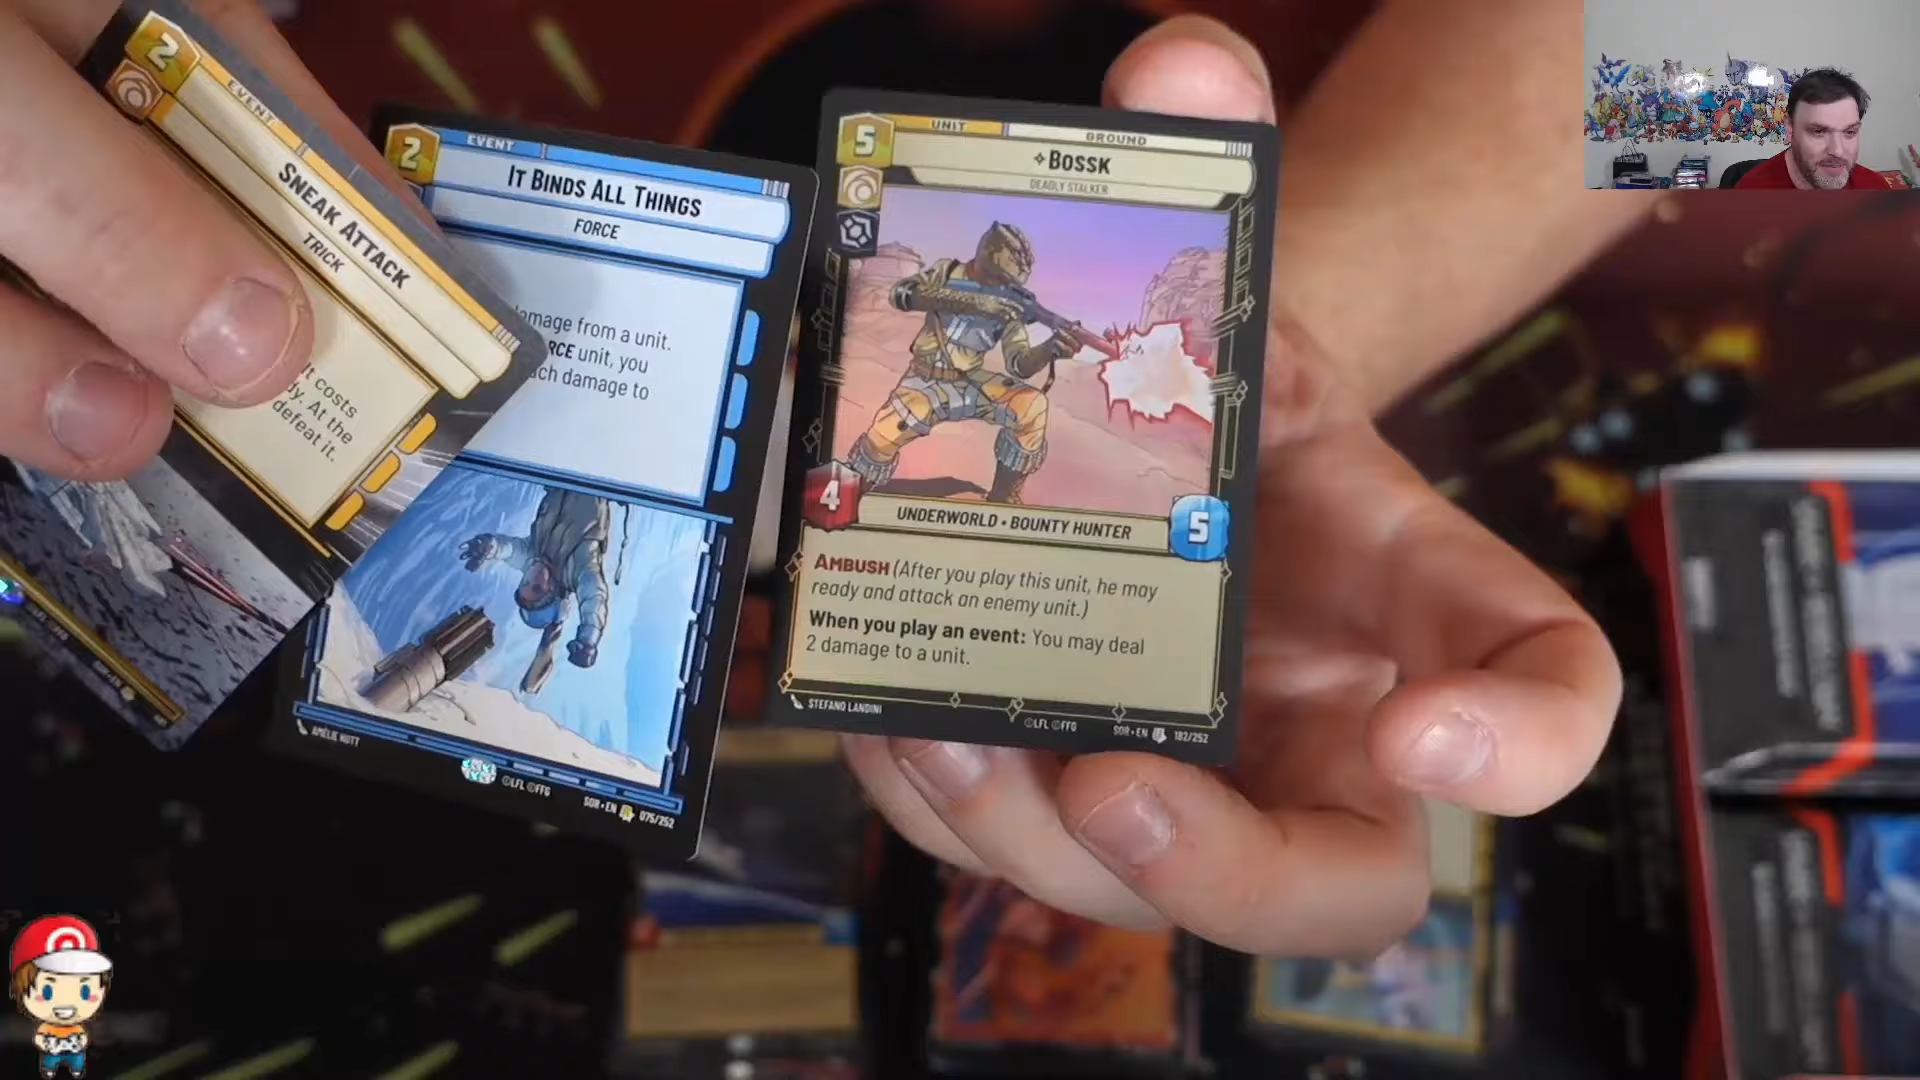 2
EVENT
SNEAK ATTACK
TRICK
it costs
dy. At the
defeat it.
2
EVENT
IT BINDS ALL THINGS
FORCE
damage from a unit.
RCE unit, you
uch damage to
AMÉLIE HUTT
©LFL ©FFG
SOR • EN 075/252
5
UNIT
GROUND
BOSSK
DEADLY STALKER
4
UNDERWORLD • BOUNTY HUNTER
5
AMBUSH (After you play this unit, he may
ready and attack an enemy unit.)
When you play an event: You may deal
2 damage to a unit.
STEFANO LANDINI
©LFL ©FFG
SOR • EN 182/252